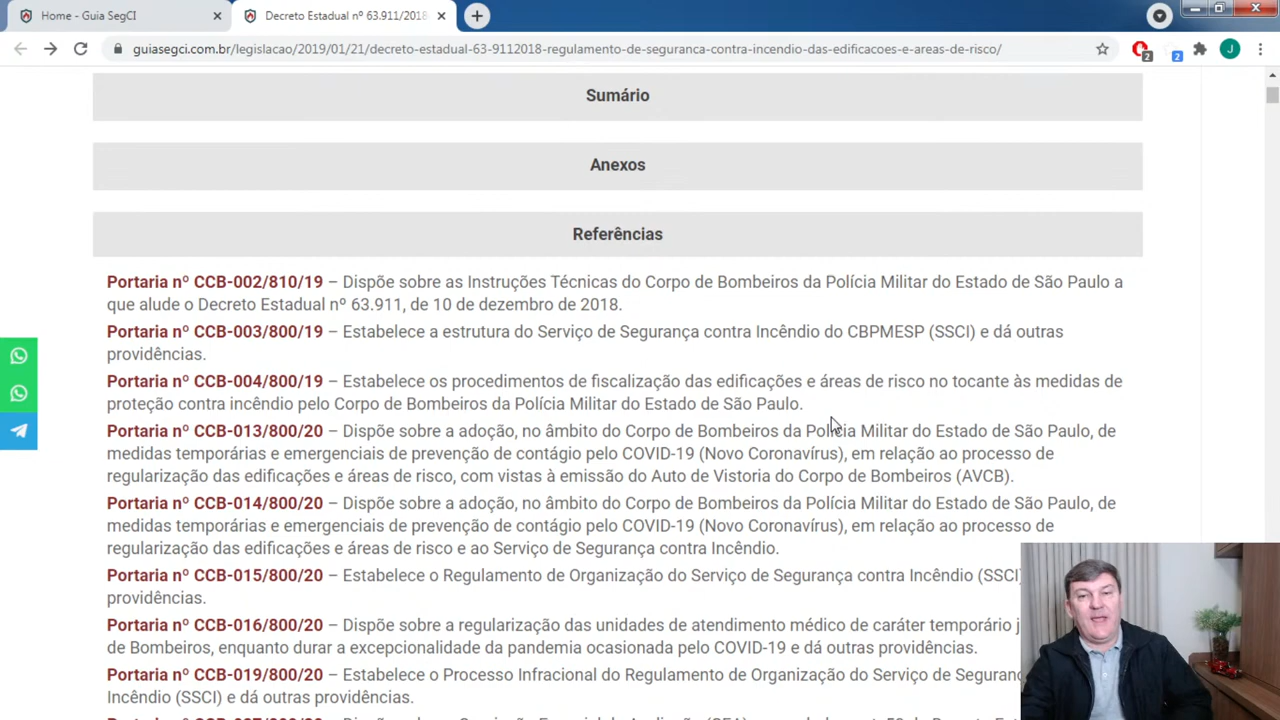 Home - Guia SegCI
Decreto Estadual nº 63.911/2018
guiasegci.com.br/legislacao/2019/01/21/decreto-estadual-63-9112018-regulamento-de-seguranca-contra-incendio-das-edificacoes-e-areas-de-risco/
2
2
J
Sumário
Anexos
Referências
Portaria nº CCB-002/810/19 – Dispõe sobre as Instruções Técnicas do Corpo de Bombeiros da Polícia Militar do Estado de São Paulo a
que alude o Decreto Estadual nº 63.911, de 10 de dezembro de 2018.
Portaria nº CCB-003/800/19 – Estabelece a estrutura do Serviço de Segurança contra Incêndio do CBPMESP (SSCI) e dá outras
providências.
Portaria nº CCB-004/800/19 – Estabelece os procedimentos de fiscalização das edificações e áreas de risco no tocante às medidas de
proteção contra incêndio pelo Corpo de Bombeiros da Polícia Militar do Estado de São Paulo.
Portaria nº CCB-013/800/20 – Dispõe sobre a adoção, no âmbito do Corpo de Bombeiros da Polícia Militar do Estado de São Paulo, de
medidas temporárias e emergenciais de prevenção de contágio pelo COVID-19 (Novo Coronavírus), em relação ao processo de
regularização das edificações e áreas de risco, com vistas à emissão do Auto de Vistoria do Corpo de Bombeiros (AVCB).
Portaria nº CCB-014/800/20 – Dispõe sobre a adoção, no âmbito do Corpo de Bombeiros da Polícia Militar do Estado de São Paulo, de
medidas temporárias e emergenciais de prevenção de contágio pelo COVID-19 (Novo Coronavírus), em relação ao processo de
regularização das edificações e áreas de risco e ao Serviço de Segurança contra Incêndio.
Portaria nº CCB-015/800/20 – Estabelece o Regulamento de Organização do Serviço de Segurança contra Incêndio (SSCI)
providências.
Portaria nº CCB-016/800/20 – Dispõe sobre a regularização das unidades de atendimento médico de caráter temporário j
de Bombeiros, enquanto durar a excepcionalidade da pandemia ocasionada pelo COVID-19 e dá outras providências.
Portaria nº CCB-019/800/20 – Estabelece o Processo Infracional do Regulamento de Organização do Serviço de Seguranç
Incêndio (SSCI) e dá outras providências.